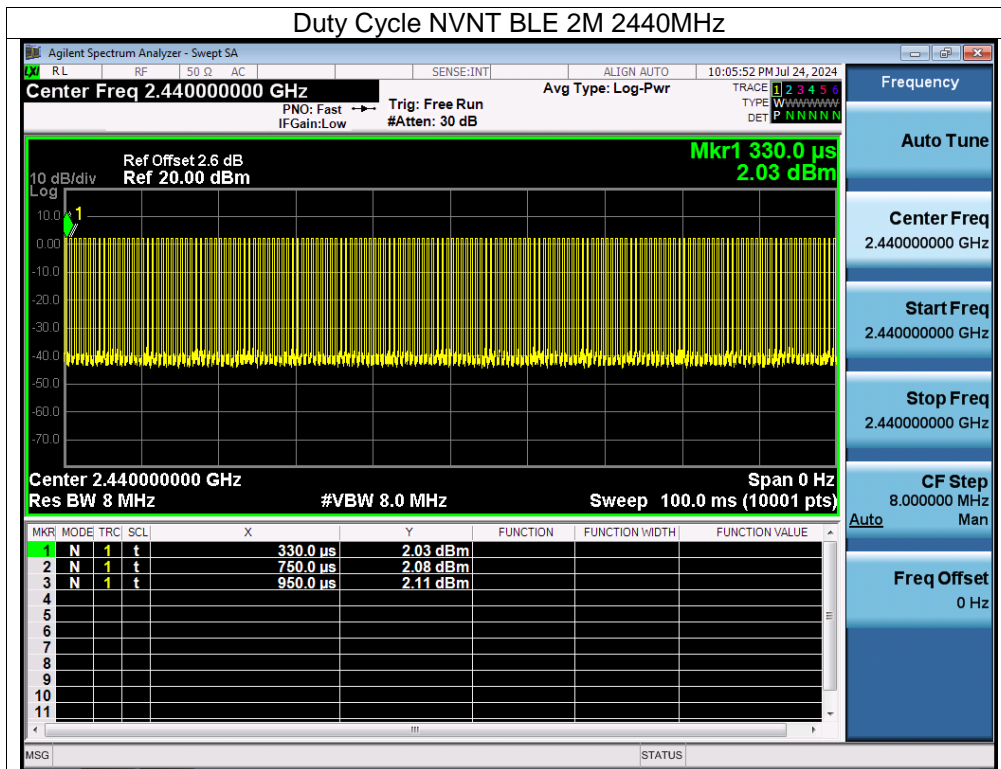 Duty Cycle NVNT BLE 2M 2440MHz
Agilent Spectrum Analyzer - Swept SA
LXI RL RF 50 Ω AC SENSE:INT ALIGN AUTO 10:05:52 PM Jul 24, 2024
Center Freq 2.440000000 GHz
PNO: Fast
IFGain:Low
Trig: Free Run
#Atten: 30 dB
Avg Type: Log-Pwr
TRACE 1 2 3 4 5 6
TYPE WWWWWW
DET P N N N N N
Frequency
Auto Tune
Center Freq
2.440000000 GHz
Start Freq
2.440000000 GHz
Stop Freq
2.440000000 GHz
CF Step
8.000000 MHz
Auto Man
Freq Offset
0 Hz
Mkr1 330.0 µs
2.03 dBm
Ref Offset 2.6 dB
10 dB/div Ref 20.00 dBm
Log
10.0
0.00
-10.0
-20.0
-30.0
-40.0
-50.0
-60.0
-70.0
1
Center 2.440000000 GHz Span 0 Hz
Res BW 8 MHz #VBW 8.0 MHz Sweep 100.0 ms (10001 pts)
MKR MODE TRC SCL X Y FUNCTION FUNCTION WIDTH FUNCTION VALUE
1 N 1 t 330.0 µs 2.03 dBm
2 N 1 t 750.0 µs 2.08 dBm
3 N 1 t 950.0 µs 2.11 dBm
4
5
6
7
8
9
10
11
MSG STATUS